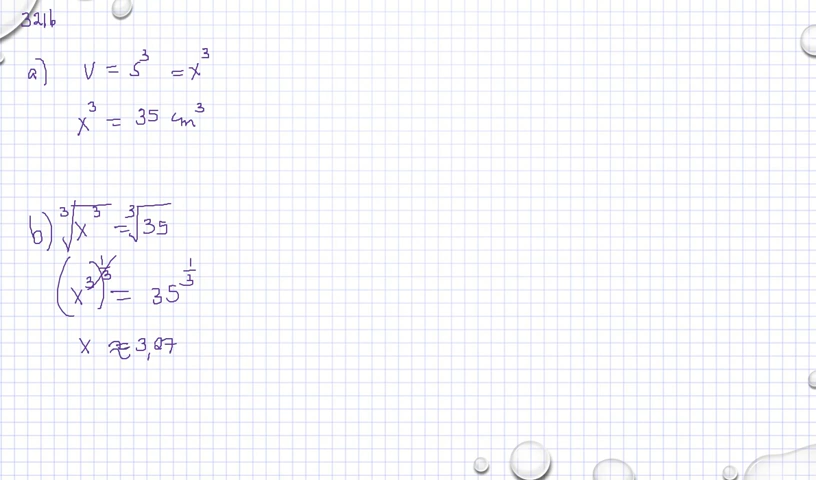 3216
a) V = s³ = x³
x³ = 35 cm³
b) ∛x³ = ∛35
(x³)^(1/3) = 35^(1/3)
x ≈ 3,27